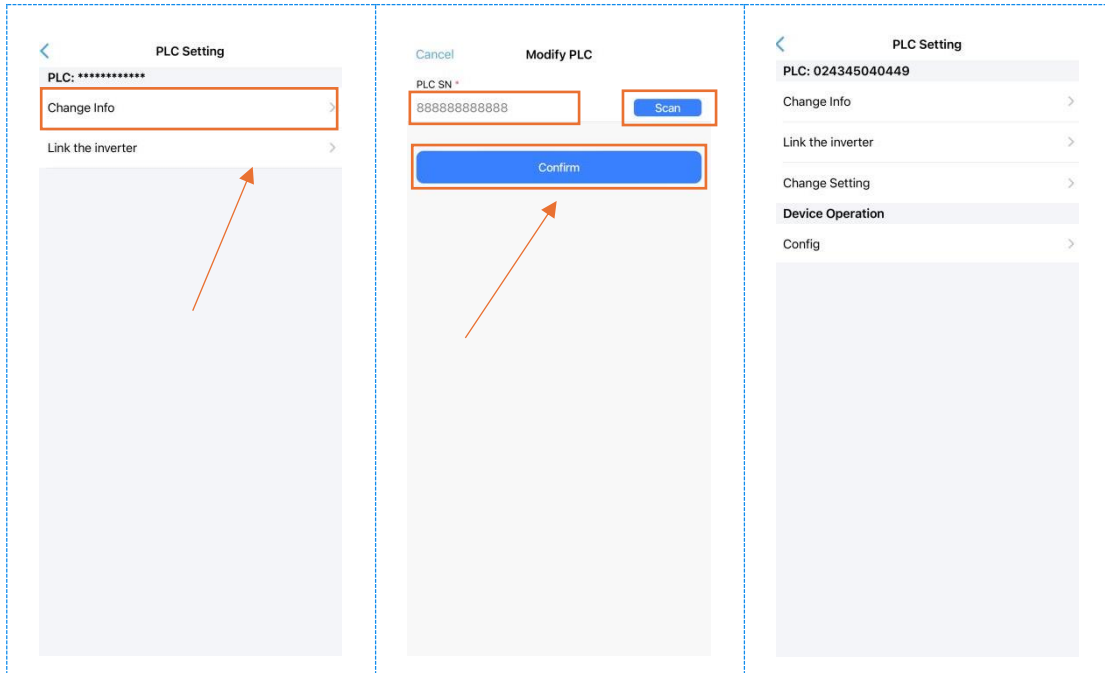 PLC Setting
PLC: ************
Change Info
Link the inverter
Cancel
Modify PLC
PLC SN *
888888888888
Scan
Confirm
PLC Setting
PLC: 024345040449
Change Info
Link the inverter
Change Setting
Device Operation
Config